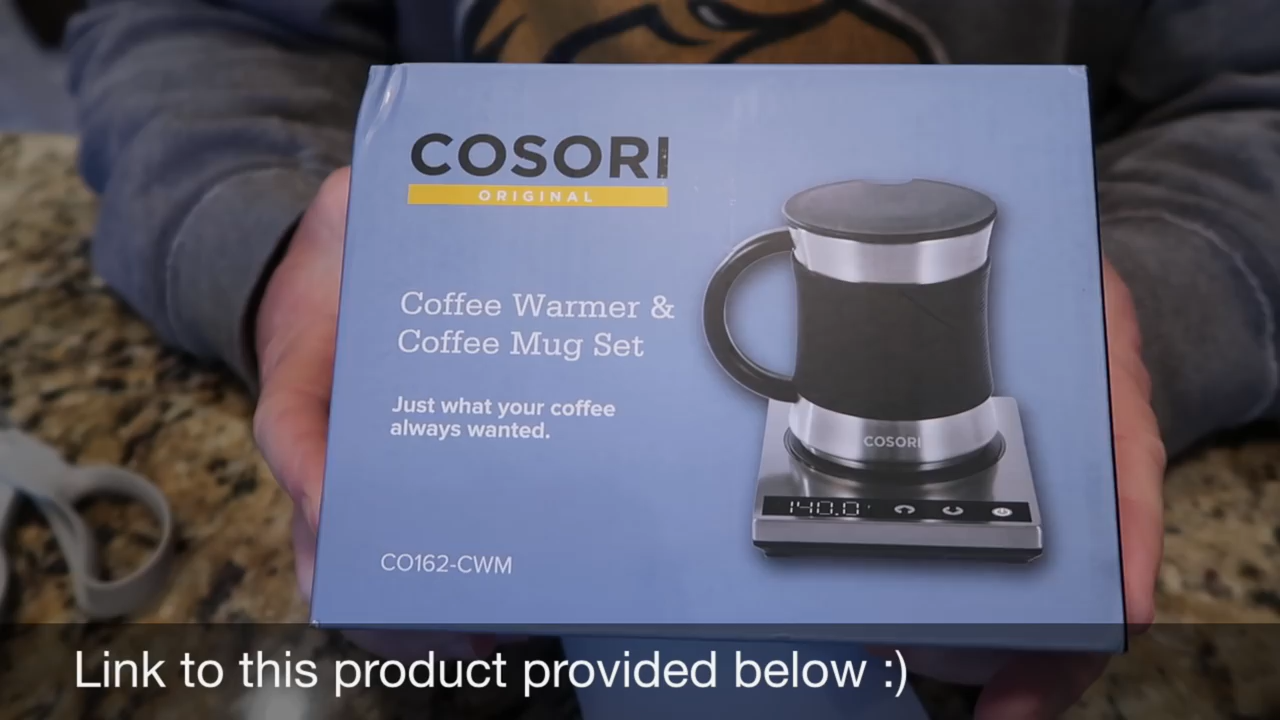 COSORI
ORIGINAL
Coffee Warmer &
Coffee Mug Set
Just what your coffee
always wanted.
COSORI
140.0
CO162-CWM
Link to this product provided below :)